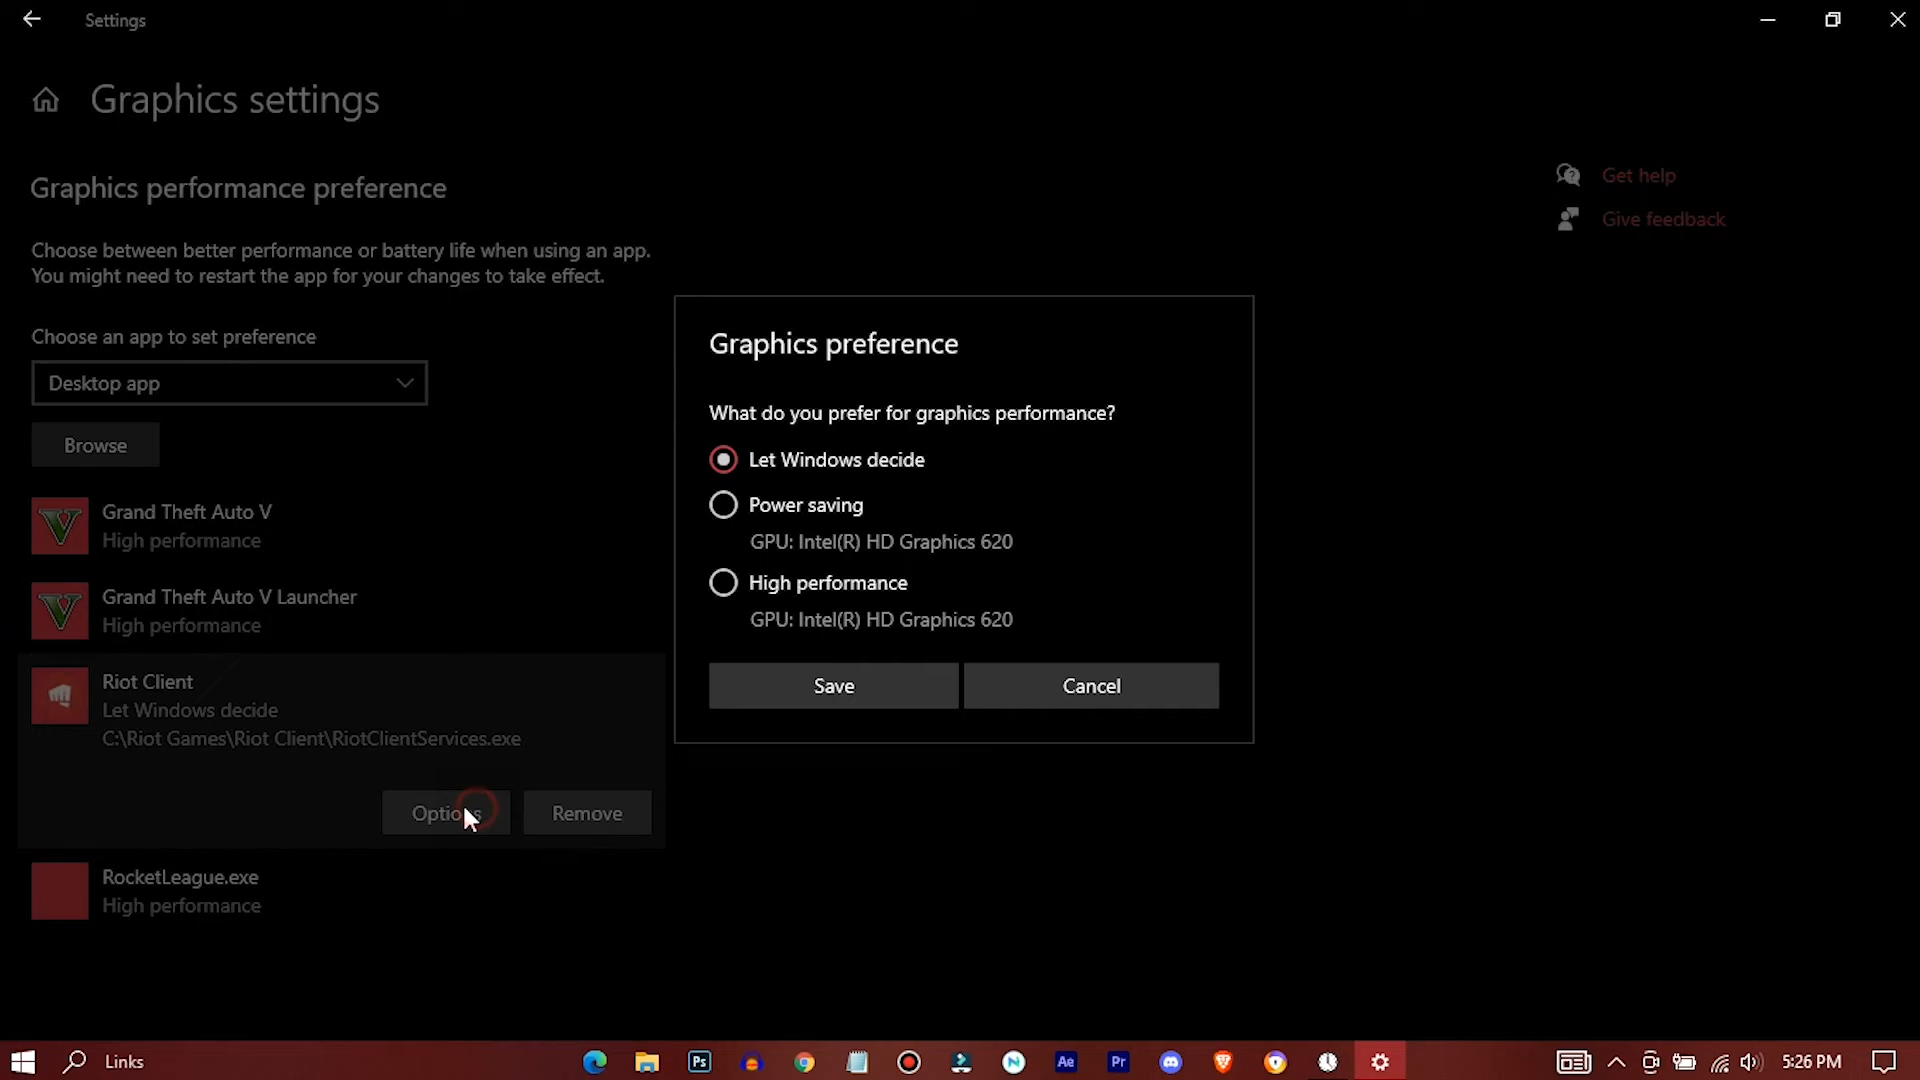 Settings
Graphics settings
Graphics performance preference
Choose between better performance or battery life when using an app.
You might need to restart the app for your changes to take effect.
Choose an app to set preference
Desktop app
Browse
Grand Theft Auto V
High performance
Grand Theft Auto V Launcher
High performance
Riot Client
Let Windows decide
C:\Riot Games\Riot Client\RiotClientServices.exe
Options
Remove
RocketLeague.exe
High performance
Get help
Give feedback
Graphics preference
What do you prefer for graphics performance?
Let Windows decide
Power saving
GPU: Intel(R) HD Graphics 620
High performance
GPU: Intel(R) HD Graphics 620
Save
Cancel
Links
Ps
Ae
Pr
5:26 PM